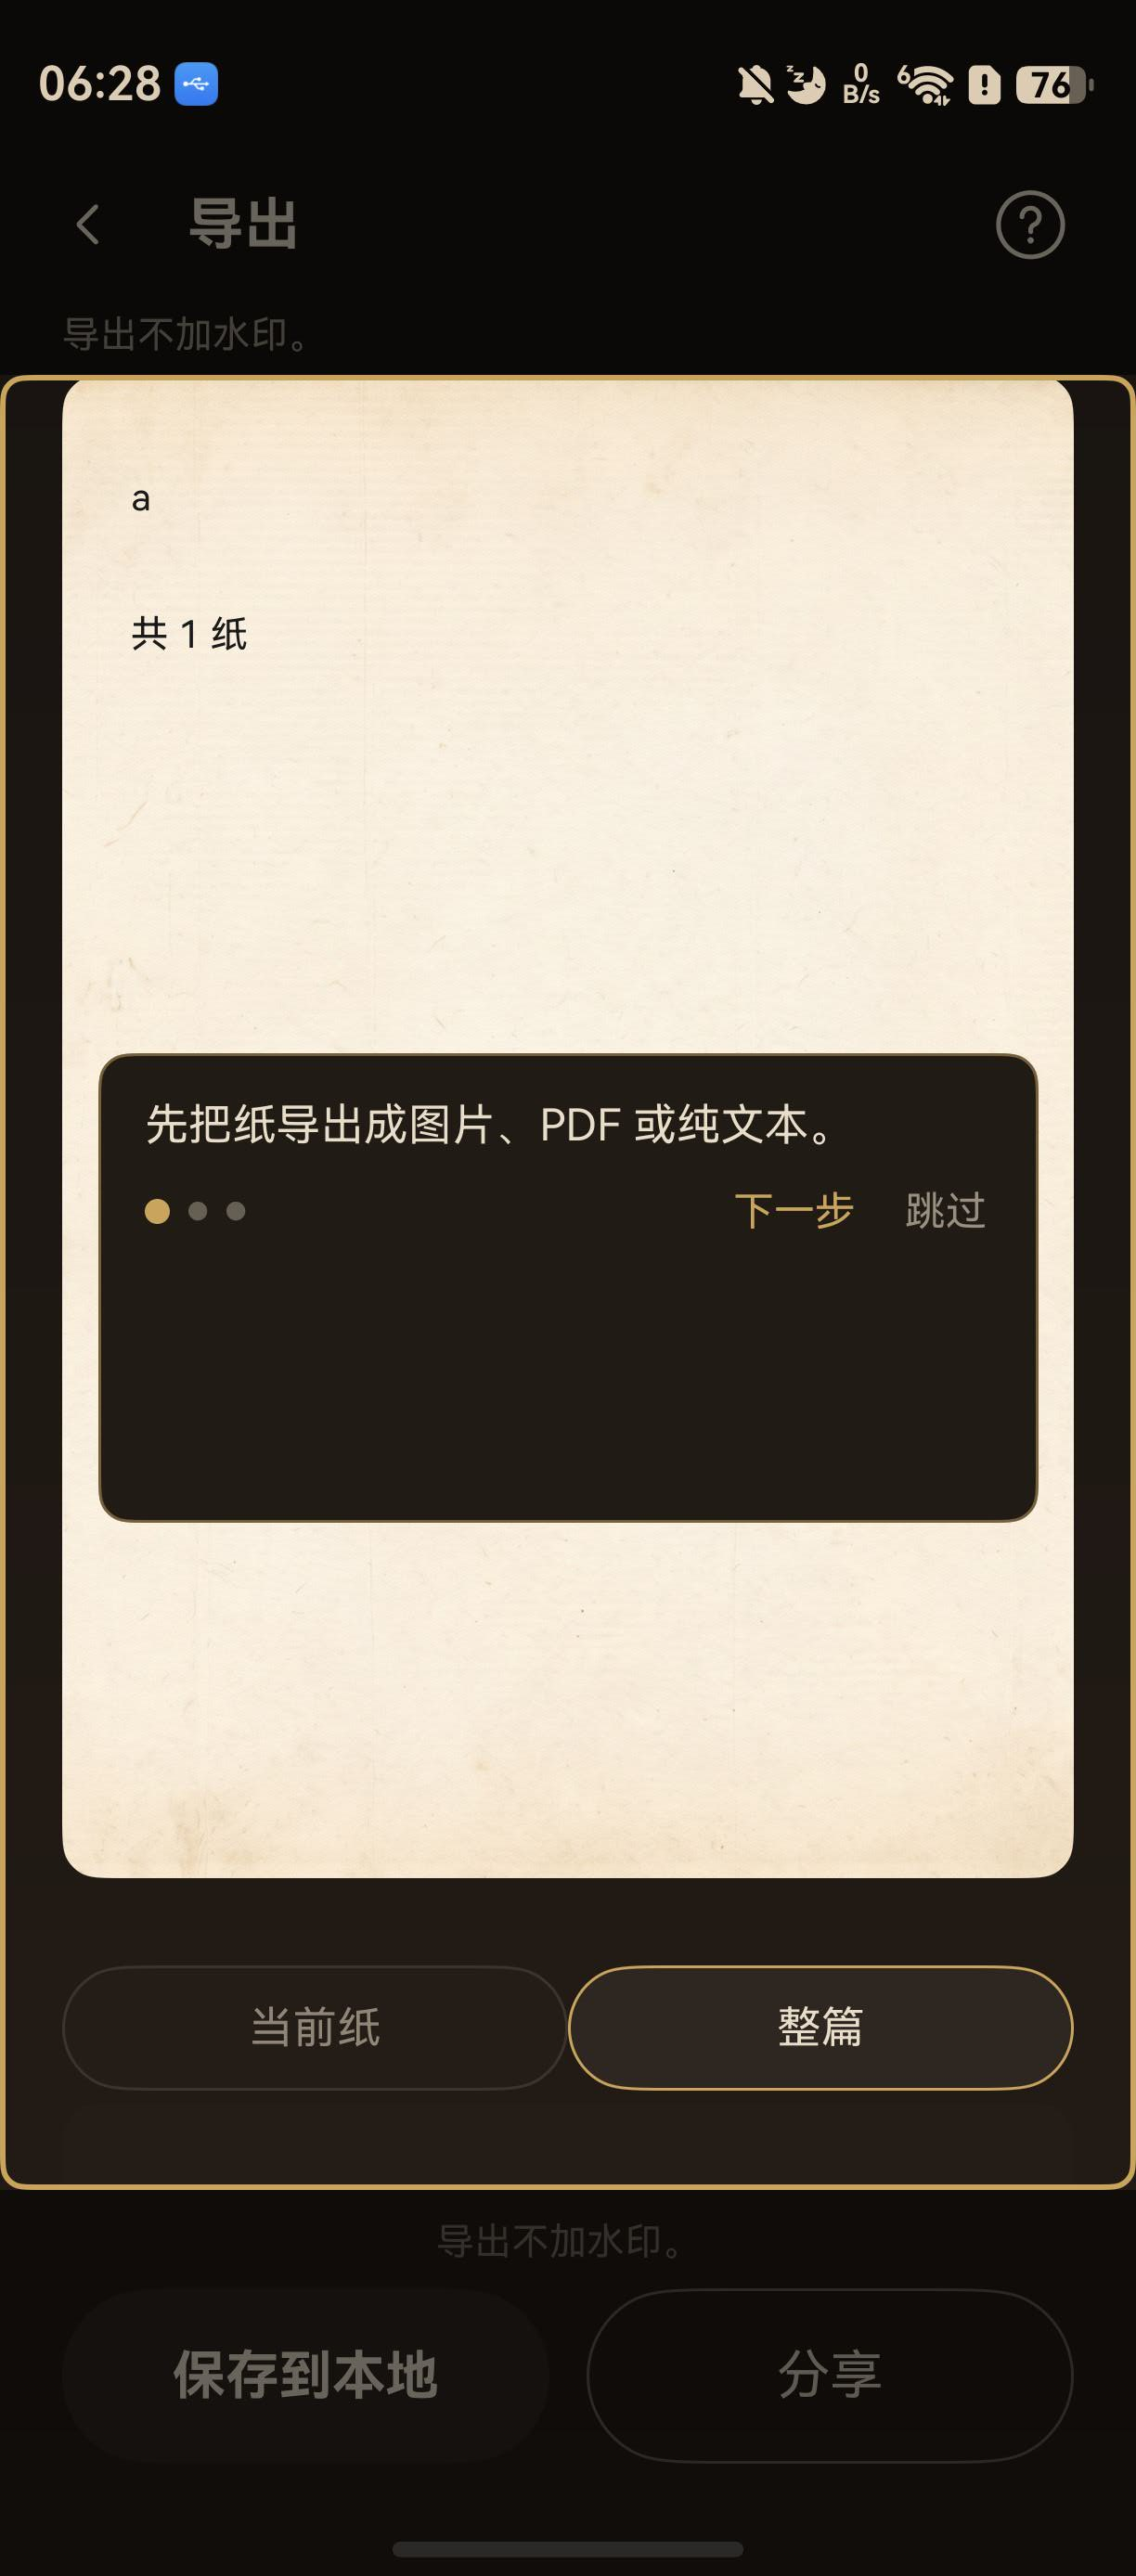 06:28
0 B/s
6
76
导出
导出不加水印。
a
共 1 纸
先把纸导出成图片、PDF 或纯文本。
下一步 跳过
当前纸 整篇
导出不加水印。
保存到本地 分享